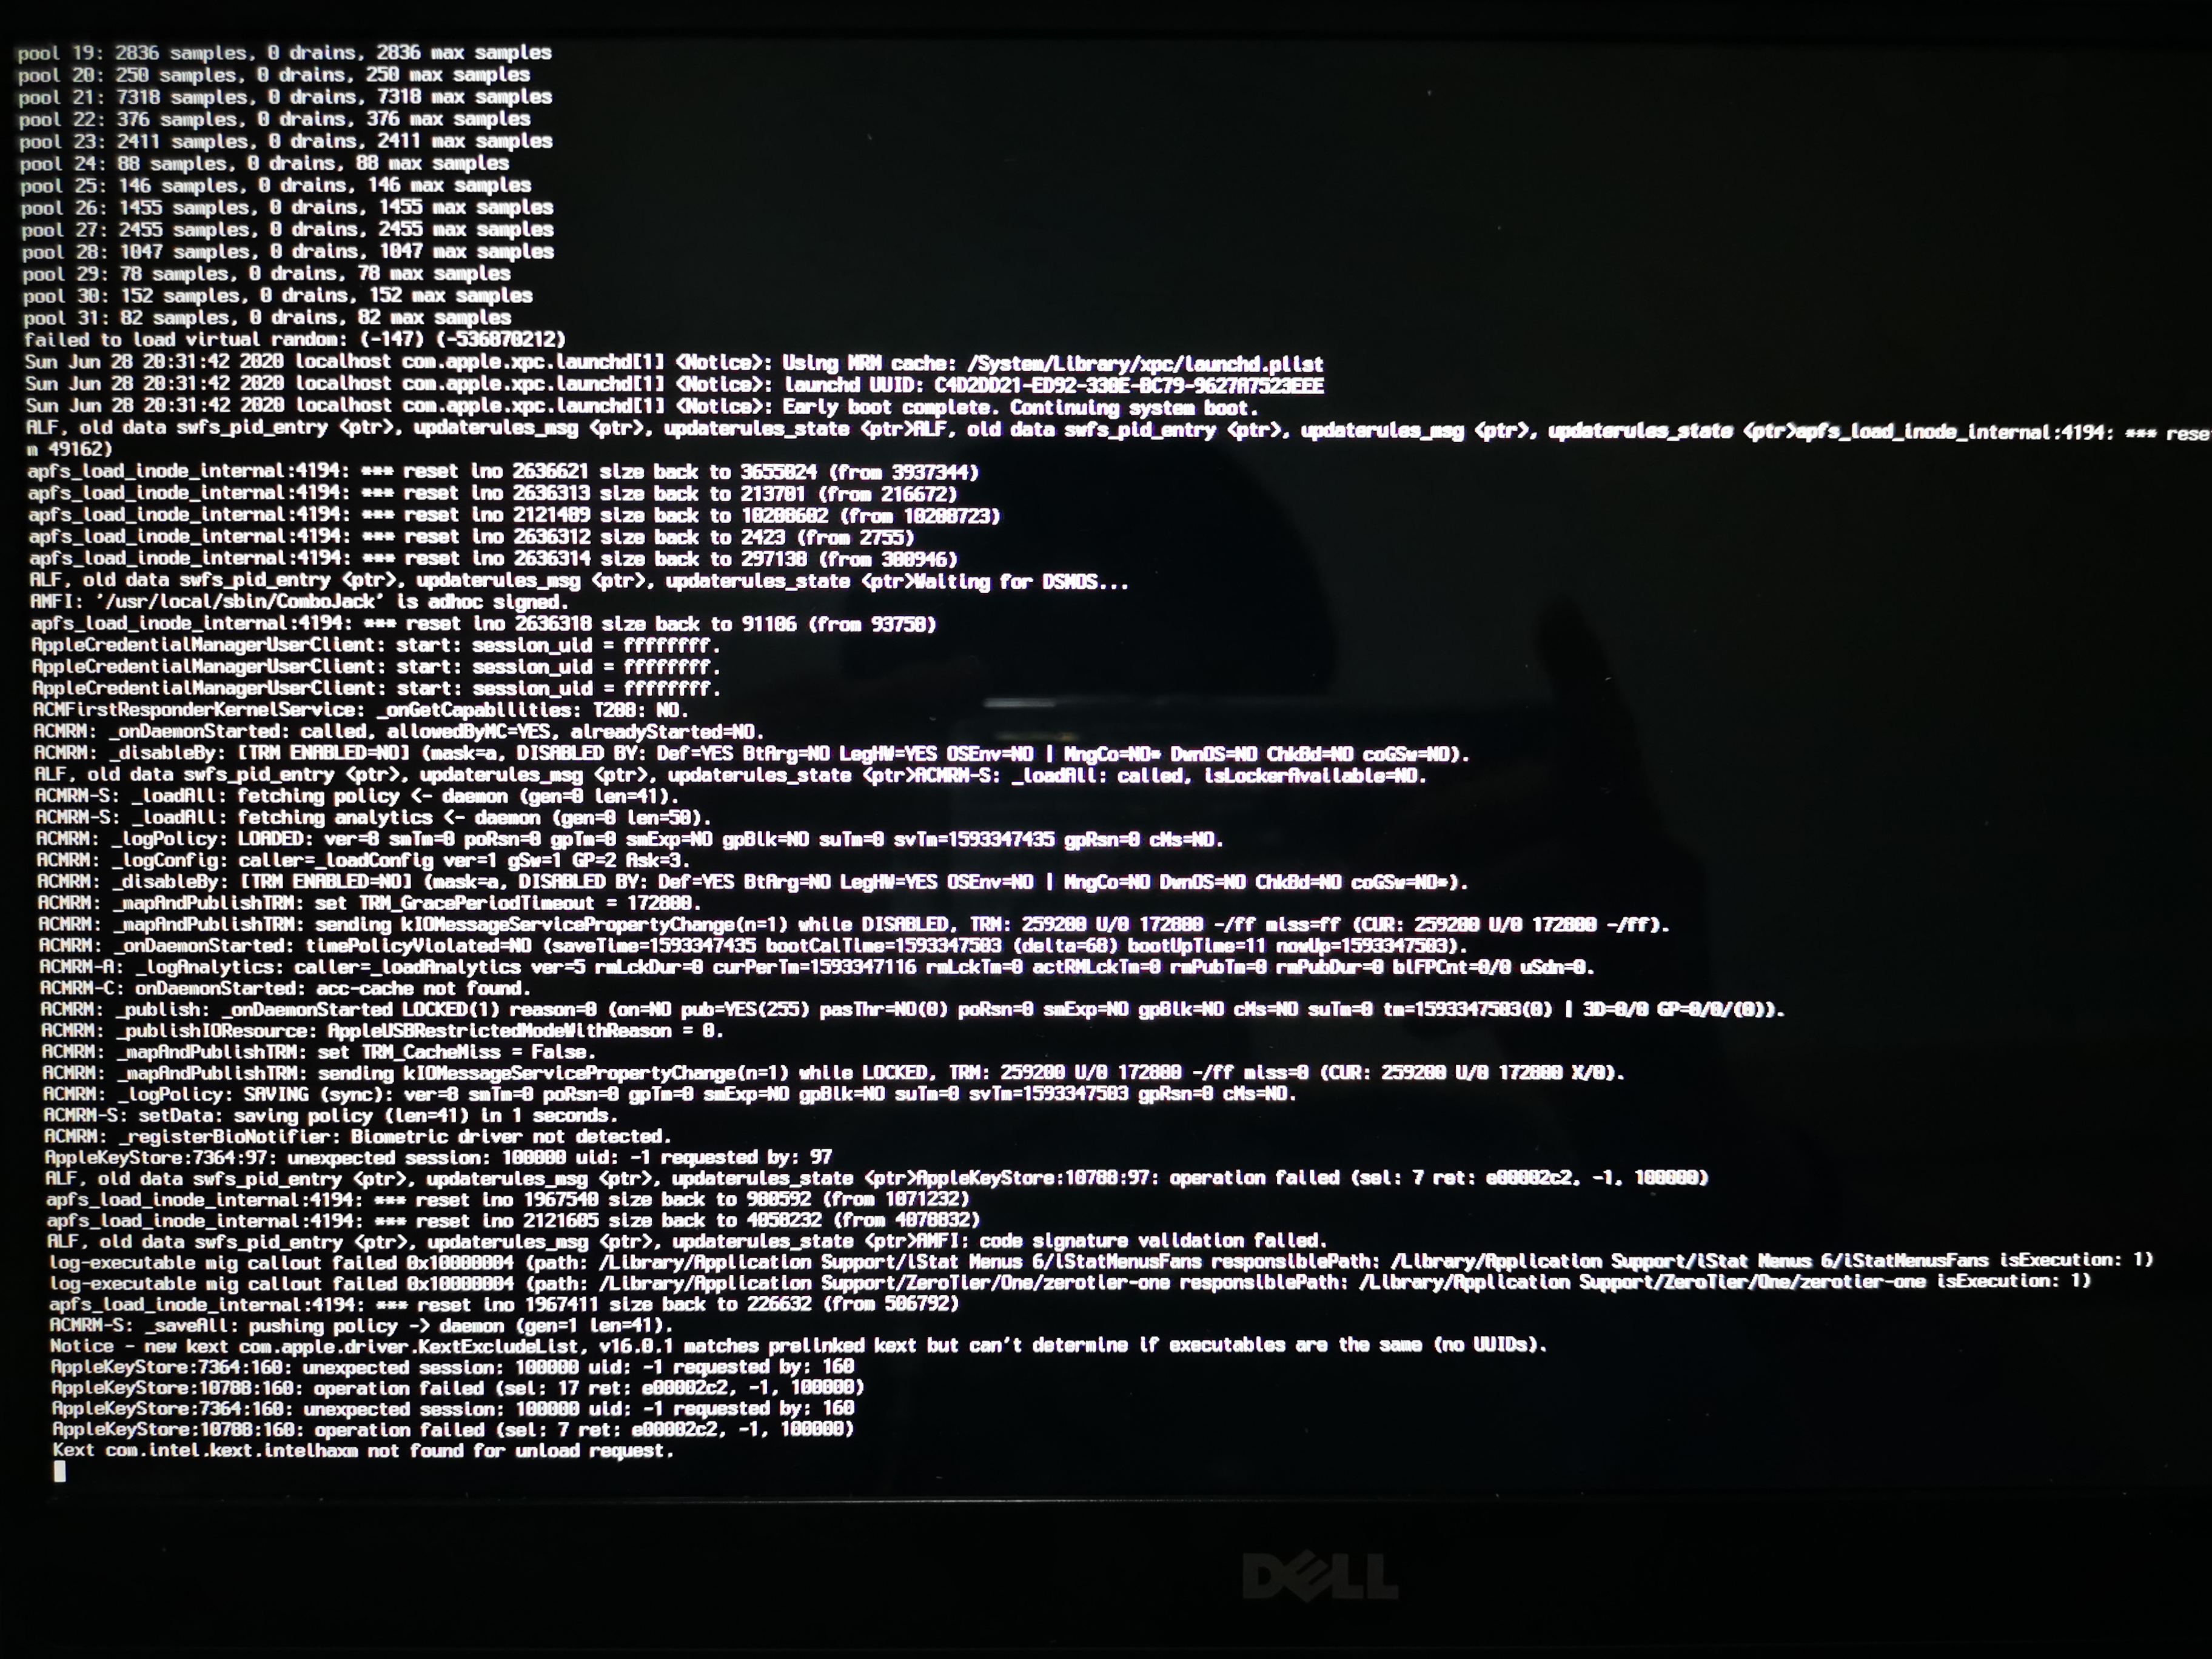 pool 19: 2836 samples, 0 drains, 2836 max samples
pool 20: 250 samples, 0 drains, 250 max samples
pool 21: 7318 samples, 0 drains, 7318 max samples
pool 22: 376 samples, 0 drains, 376 max samples
pool 23: 2411 samples, 0 drains, 2411 max samples
pool 24: 88 samples, 0 drains, 88 max samples
pool 25: 146 samples, 0 drains, 146 max samples
pool 26: 1455 samples, 0 drains, 1455 max samples
pool 27: 2455 samples, 0 drains, 2455 max samples
pool 28: 1047 samples, 0 drains, 1047 max samples
pool 29: 78 samples, 0 drains, 78 max samples
pool 30: 152 samples, 0 drains, 152 max samples
pool 31: 82 samples, 0 drains, 82 max samples
failed to load virtual random: (-147) (-536870212)
Sun Jun 28 20:31:42 2020 localhost com.apple.xpc.launchd[1] <Notice>: Using MRM cache: /System/Library/xpc/launchd.plist
Sun Jun 28 20:31:42 2020 localhost com.apple.xpc.launchd[1] <Notice>: launchd UUID: C4D2DD21-ED92-330E-BC79-9627A7523EEE
Sun Jun 28 20:31:42 2020 localhost com.apple.xpc.launchd[1] <Notice>: Early boot complete. Continuing system boot.
ALF, old data swfs_pid_entry <ptr>, updaterules_msg <ptr>, updaterules_state <ptr>ALF, old data swfs_pid_entry <ptr>, updaterules_msg <ptr>, updaterules_state <ptr>apfs_load_inode_internal:4194: *** rese
m 49162)
apfs_load_inode_internal:4194: *** reset ino 2636621 size back to 3655024 (from 3937344)
apfs_load_inode_internal:4194: *** reset ino 2636313 size back to 213701 (from 216672)
apfs_load_inode_internal:4194: *** reset ino 2121489 size back to 10208602 (from 10208723)
apfs_load_inode_internal:4194: *** reset ino 2636312 size back to 2423 (from 2755)
apfs_load_inode_internal:4194: *** reset ino 2636314 size back to 297138 (from 300946)
ALF, old data swfs_pid_entry <ptr>, updaterules_msg <ptr>, updaterules_state <ptr>Waiting for DSMOS...
AMFI: '/usr/local/sbin/ComboJack' is adhoc signed.
apfs_load_inode_internal:4194: *** reset ino 2636318 size back to 91106 (from 93758)
AppleCredentialManagerUserClient: start: session_uid = ffffffff.
AppleCredentialManagerUserClient: start: session_uid = ffffffff.
AppleCredentialManagerUserClient: start: session_uid = ffffffff.
ACMFirstResponderKernelService: _onGetCapabilities: T208: NO.
ACMRM: _onDaemonStarted: called, allowedByMC=YES, alreadyStarted=NO.
ACMRM: _disableBy: [TRM ENABLED=NO] (mask=a, DISABLED BY: Def=YES BtArg=NO LegHW=YES OSEnv=NO | MngCo=NO* DwnOS=NO ChkBd=NO coGSw=NO).
ALF, old data swfs_pid_entry <ptr>, updaterules_msg <ptr>, updaterules_state <ptr>ACMRM-S: _loadAll: called, isLockerAvailable=NO.
ACMRM-S: _loadAll: fetching policy <- daemon (gen=0 len=41).
ACMRM-S: _loadAll: fetching analytics <- daemon (gen=0 len=50).
ACMRM: _logPolicy: LOADED: ver=8 smTm=0 poRsn=0 gpTm=0 smExp=NO gpBlk=NO suTm=0 svTm=1593347435 gpRsn=0 cMs=NO.
ACMRM: _logConfig: caller=_loadConfig ver=1 gSw=1 GP=2 Ask=3.
ACMRM: _disableBy: [TRM ENABLED=NO] (mask=a, DISABLED BY: Def=YES BtArg=NO LegHW=YES OSEnv=NO | MngCo=NO DwnOS=NO ChkBd=NO coGSw=NO*).
ACMRM: _mapAndPublishTRM: set TRM_GracePeriodTimeout = 172800.
ACMRM: _mapAndPublishTRM: sending kIOMessageServicePropertyChange(n=1) while DISABLED, TRM: 259200 U/0 172800 -/ff miss=ff (CUR: 259200 U/0 172800 -/ff).
ACMRM: _onDaemonStarted: timePolicyViolated=NO (saveTime=1593347435 bootCalTime=1593347503 (delta=68) bootUpTime=11 nowUp=1593347503).
ACMRM-A: _logAnalytics: caller=_loadAnalytics ver=5 rmLckDur=0 curPerTm=1593347116 rmLckTm=0 actRMLckTm=0 rmPubTm=0 rmPubDur=0 blFPCnt=0/0 uSdn=0.
ACMRM-C: onDaemonStarted: acc-cache not found.
ACMRM: _publish: _onDaemonStarted LOCKED(1) reason=0 (on=NO pub=YES(255) pasThr=NO(0) poRsn=0 smExp=NO gpBlk=NO cMs=NO suTm=0 tm=1593347503(0) | 3D=0/0 GP=0/0/(0)).
ACMRM: _publishIOResource: AppleUSBRestrictedModeWithReason = 0.
ACMRM: _mapAndPublishTRM: set TRM_CacheMiss = False.
ACMRM: _mapAndPublishTRM: sending kIOMessageServicePropertyChange(n=1) while LOCKED, TRM: 259200 U/0 172800 -/ff miss=0 (CUR: 259200 U/0 172800 X/0).
ACMRM: _logPolicy: SAVING (sync): ver=8 smTm=0 poRsn=0 gpTm=0 smExp=NO gpBlk=NO suTm=0 svTm=1593347503 gpRsn=0 cMs=NO.
ACMRM-S: setData: saving policy (len=41) in 1 seconds.
ACMRM: _registerBioNotifier: Biometric driver not detected.
AppleKeyStore:7364:97: unexpected session: 100000 uid: -1 requested by: 97
ALF, old data swfs_pid_entry <ptr>, updaterules_msg <ptr>, updaterules_state <ptr>AppleKeyStore:10788:97: operation failed (sel: 7 ret: e00002c2, -1, 100000)
apfs_load_inode_internal:4194: *** reset ino 1967540 size back to 980592 (from 1071232)
apfs_load_inode_internal:4194: *** reset ino 2121605 size back to 4058232 (from 4078832)
ALF, old data swfs_pid_entry <ptr>, updaterules_msg <ptr>, updaterules_state <ptr>AMFI: code signature validation failed.
log-executable mig callout failed 0x10000004 (path: /Library/Application Support/iStat Menus 6/iStatMenusFans responsiblePath: /Library/Application Support/iStat Menus 6/iStatMenusFans isExecution: 1)
log-executable mig callout failed 0x10000004 (path: /Library/Application Support/ZeroTier/One/zerotier-one responsiblePath: /Library/Application Support/ZeroTier/One/zerotier-one isExecution: 1)
apfs_load_inode_internal:4194: *** reset ino 1967411 size back to 226632 (from 506792)
ACMRM-S: _saveAll: pushing policy -> daemon (gen=1 len=41).
Notice - new kext com.apple.driver.KextExcludeList, v16.0.1 matches prelinked kext but can't determine if executables are the same (no UUIDs).
AppleKeyStore:7364:160: unexpected session: 100000 uid: -1 requested by: 160
AppleKeyStore:10788:160: operation failed (sel: 17 ret: e00002c2, -1, 100000)
AppleKeyStore:7364:160: unexpected session: 100000 uid: -1 requested by: 160
AppleKeyStore:10788:160: operation failed (sel: 7 ret: e00002c2, -1, 100000)
Kext com.intel.kext.intelhaxm not found for unload request.
DELL